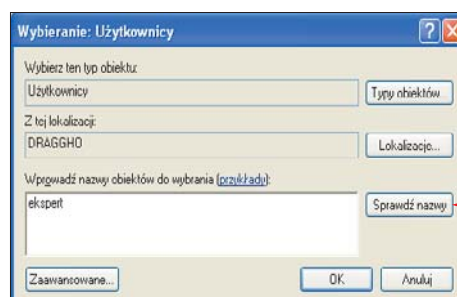 Wybieranie: Użytkownicy
Wybierz ten typ obiektu:
Użytkownicy
Typy obiektów...
Z tej lokalizacji:
DRAGGHO
Lokalizacje...
Wprowadź nazwy obiektów do wybrania (przykłady):
ekspert
Sprawdź nazwy
Zaawansowane...
OK
Anuluj